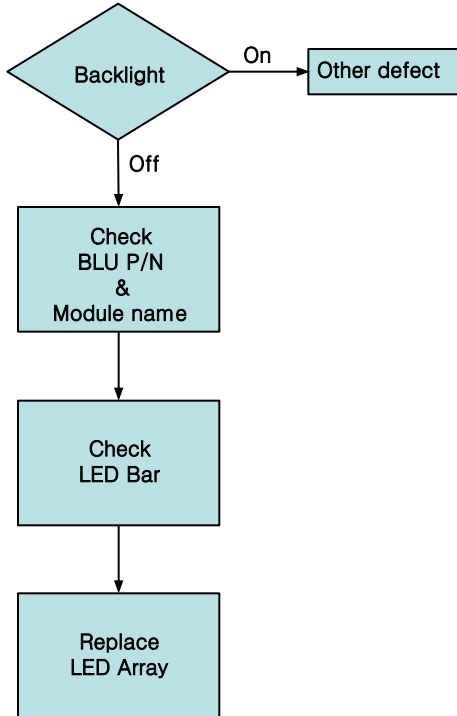 Backlight
On
Other defect
Off
Check
BLU P/N
&
Module name
Check
LED Bar
Replace
LED Array